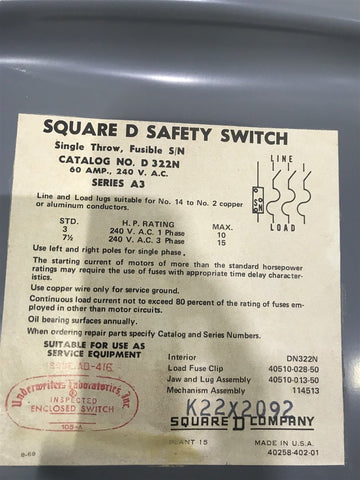 SQUARE D SAFETY SWITCH
Single Throw, Fusible S/N
CATALOG NO. D 322N
60 AMP., 240 V. A.C.
SERIES A3
LINE
LOAD
Line and Load lugs suitable for No. 14 to No. 2 copper
or aluminum conductors.
STD. H.P. RATING MAX.
3 240 V. A.C. 1 Phase 10
7½ 240 V. A.C. 3 Phase 15
Use left and right poles for single phase.
The starting current of motors of more than the standard horsepower
rating may require the use of fuses with appropriate time delay character-
istics.
Use copper wire only for service ground.
Continuous load current not to exceed 80 percent of the rating of fuses em-
ployed in other than motor circuits.
Oil bearing surfaces annually.
When ordering repair parts specify Catalog and Series Numbers.
SUITABLE FOR USE AS
SERVICE EQUIPMENT
Interior DN322N
Load Fuse Clip 40510-028-50
Jaw and Lug Assembly 40510-013-50
Mechanism Assembly 114513
AB-416
Underwriters Laboratories, Inc.
INSPECTED
ENCLOSED SWITCH
103-A
K22X2092
SQUARE D COMPANY
PLANT 15 MADE IN U.S.A.
8-69 40258-402-01